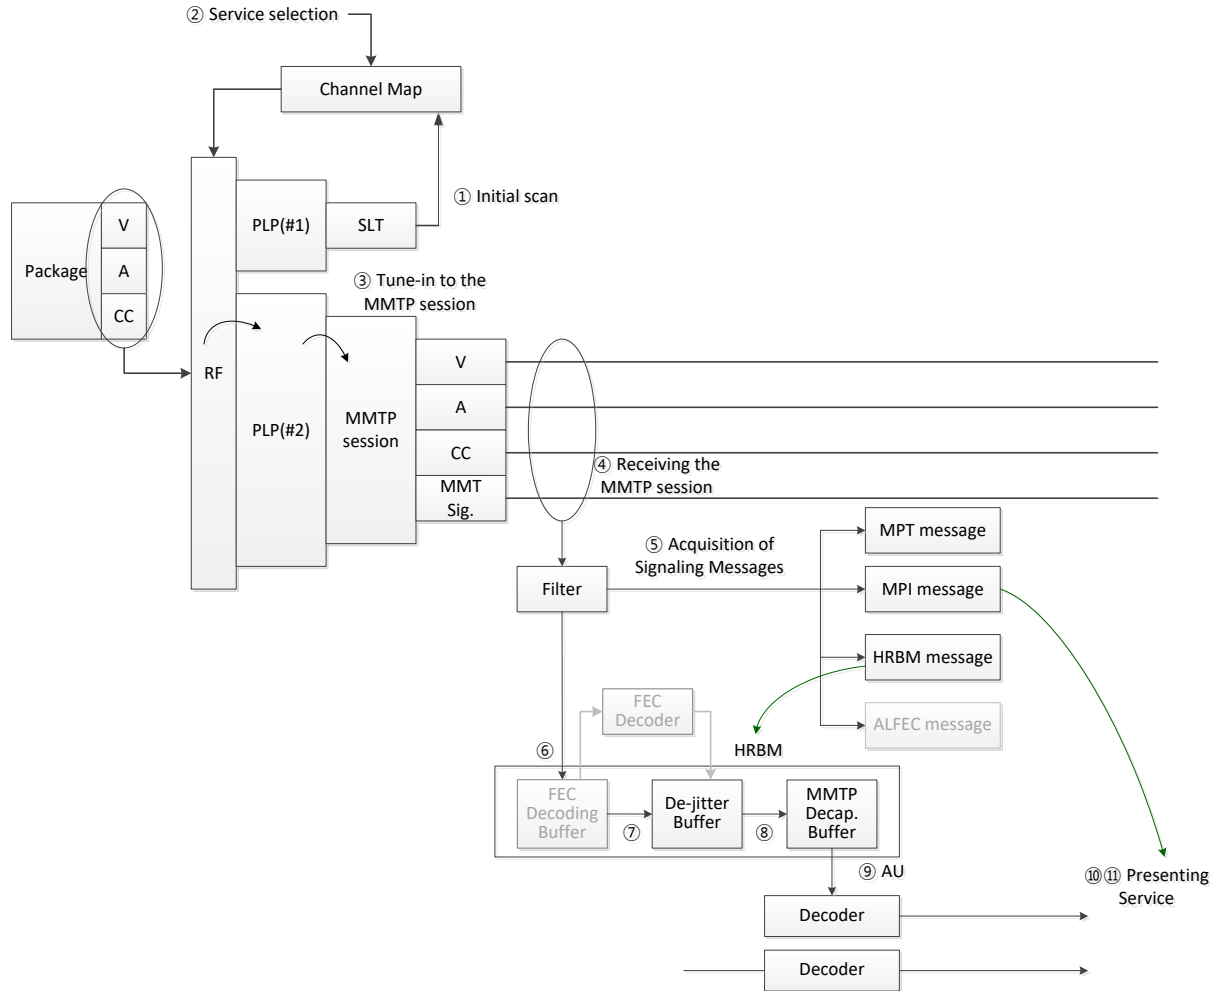 ② Service selection
Channel Map
① Initial scan
PLP(#1)
SLT
V
Package
A
CC
③ Tune-in to the
MMTP session
RF
PLP(#2)
MMTP
session
V
A
CC
MMT
Sig.
④ Receiving the
MMTP session
⑤ Acquisition of
Signaling Messages
MPT message
Filter
MPI message
HRBM message
ALFEC message
FEC
Decoder
HRBM
⑥
FEC
Decoding
Buffer
⑦
De-jitter
Buffer
⑧
MMTP
Decap.
Buffer
⑨ AU
⑩⑪ Presenting
Service
Decoder
Decoder